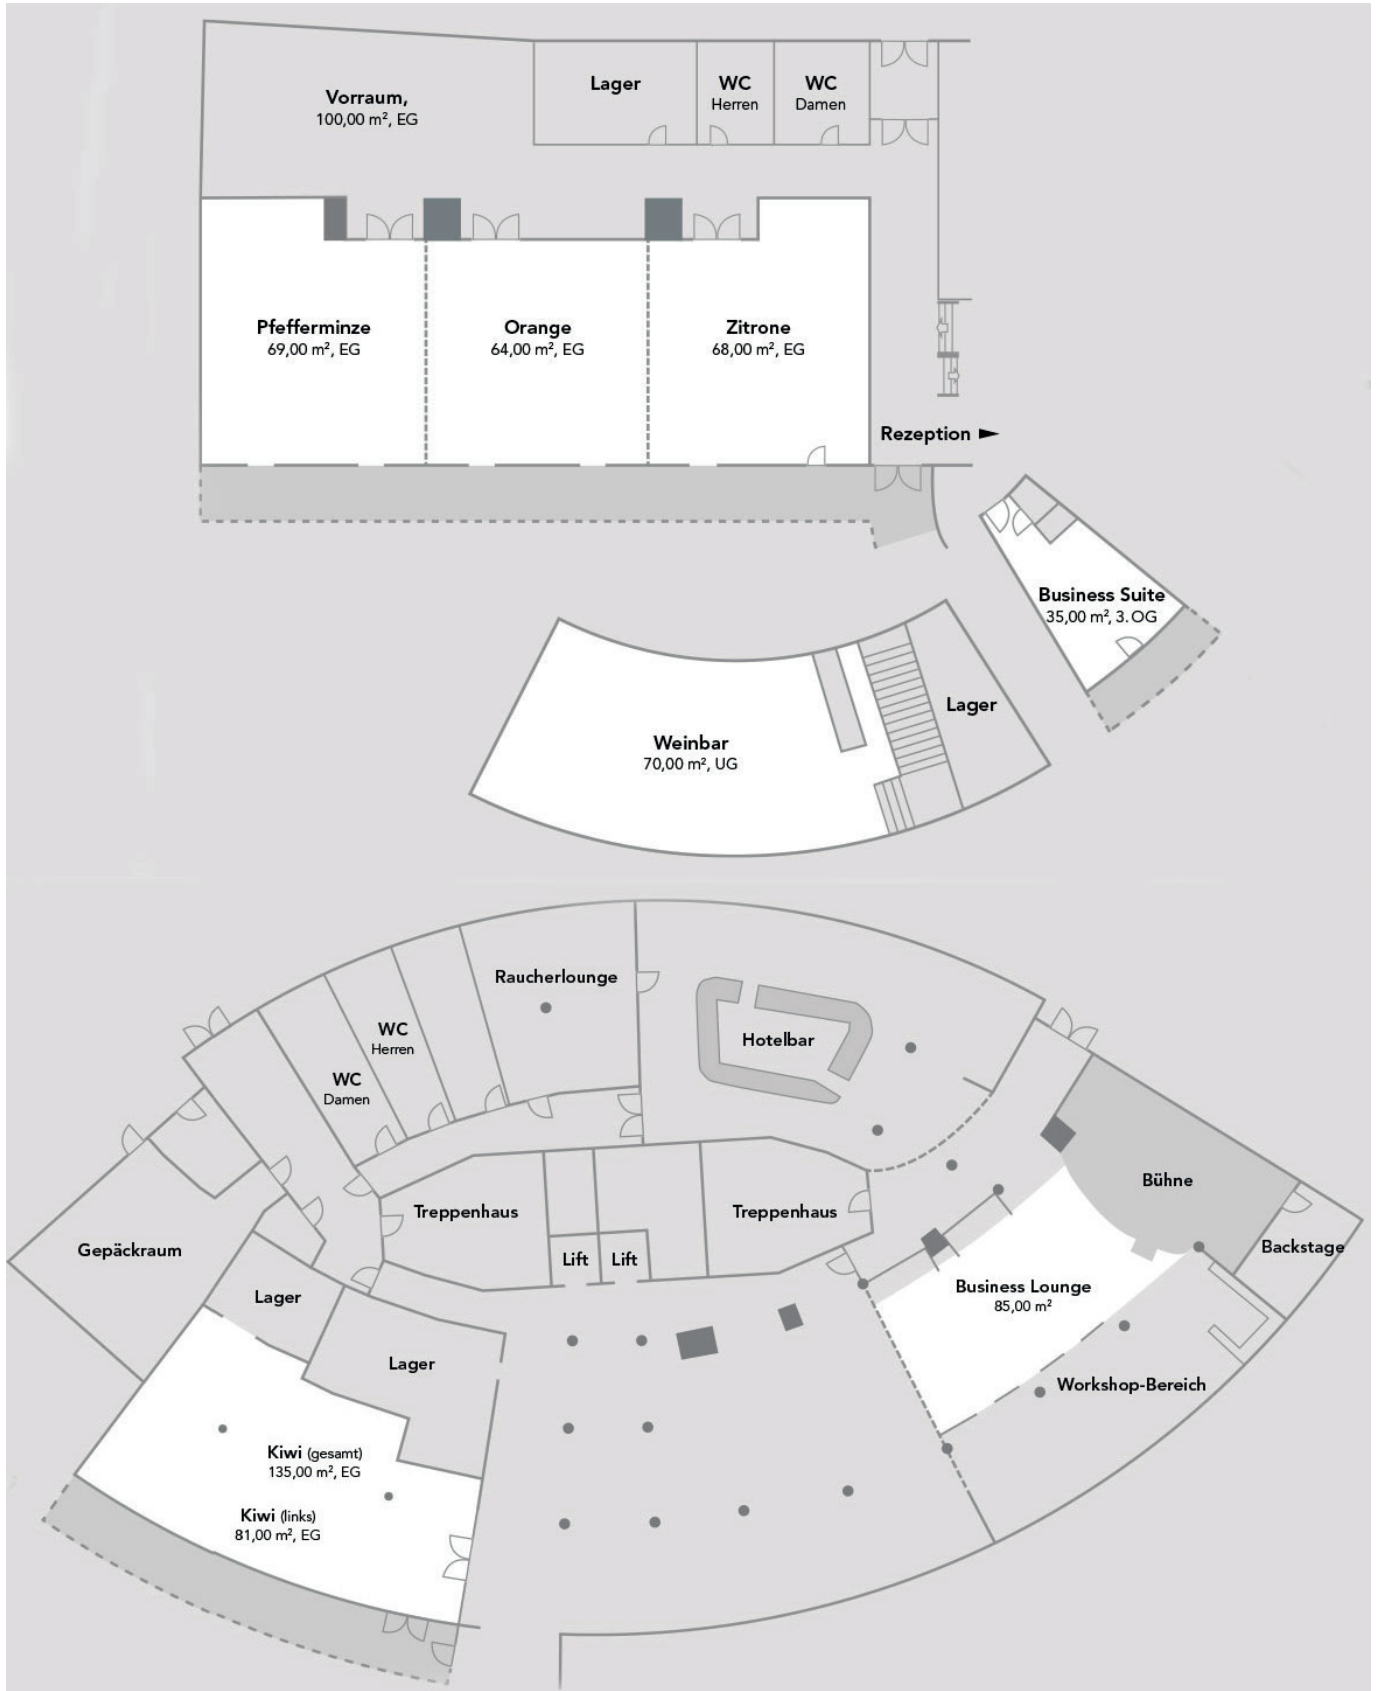 Vorraum,
100,00 m², EG
Lager
WC
Herren
WC
Damen
Pfefferminze
69,00 m², EG
Orange
64,00 m², EG
Zitrone
68,00 m², EG
Rezeption
Business Suite
35,00 m², 3. OG
Weinbar
70,00 m², UG
Lager
Raucherlounge
WC
Herren
WC
Damen
Hotelbar
Treppenhaus
Treppenhaus
Lift
Lift
Bühne
Backstage
Gepäckraum
Lager
Lager
Business Lounge
85,00 m²
Workshop-Bereich
Kiwi (gesamt)
135,00 m², EG
Kiwi (links)
81,00 m², EG